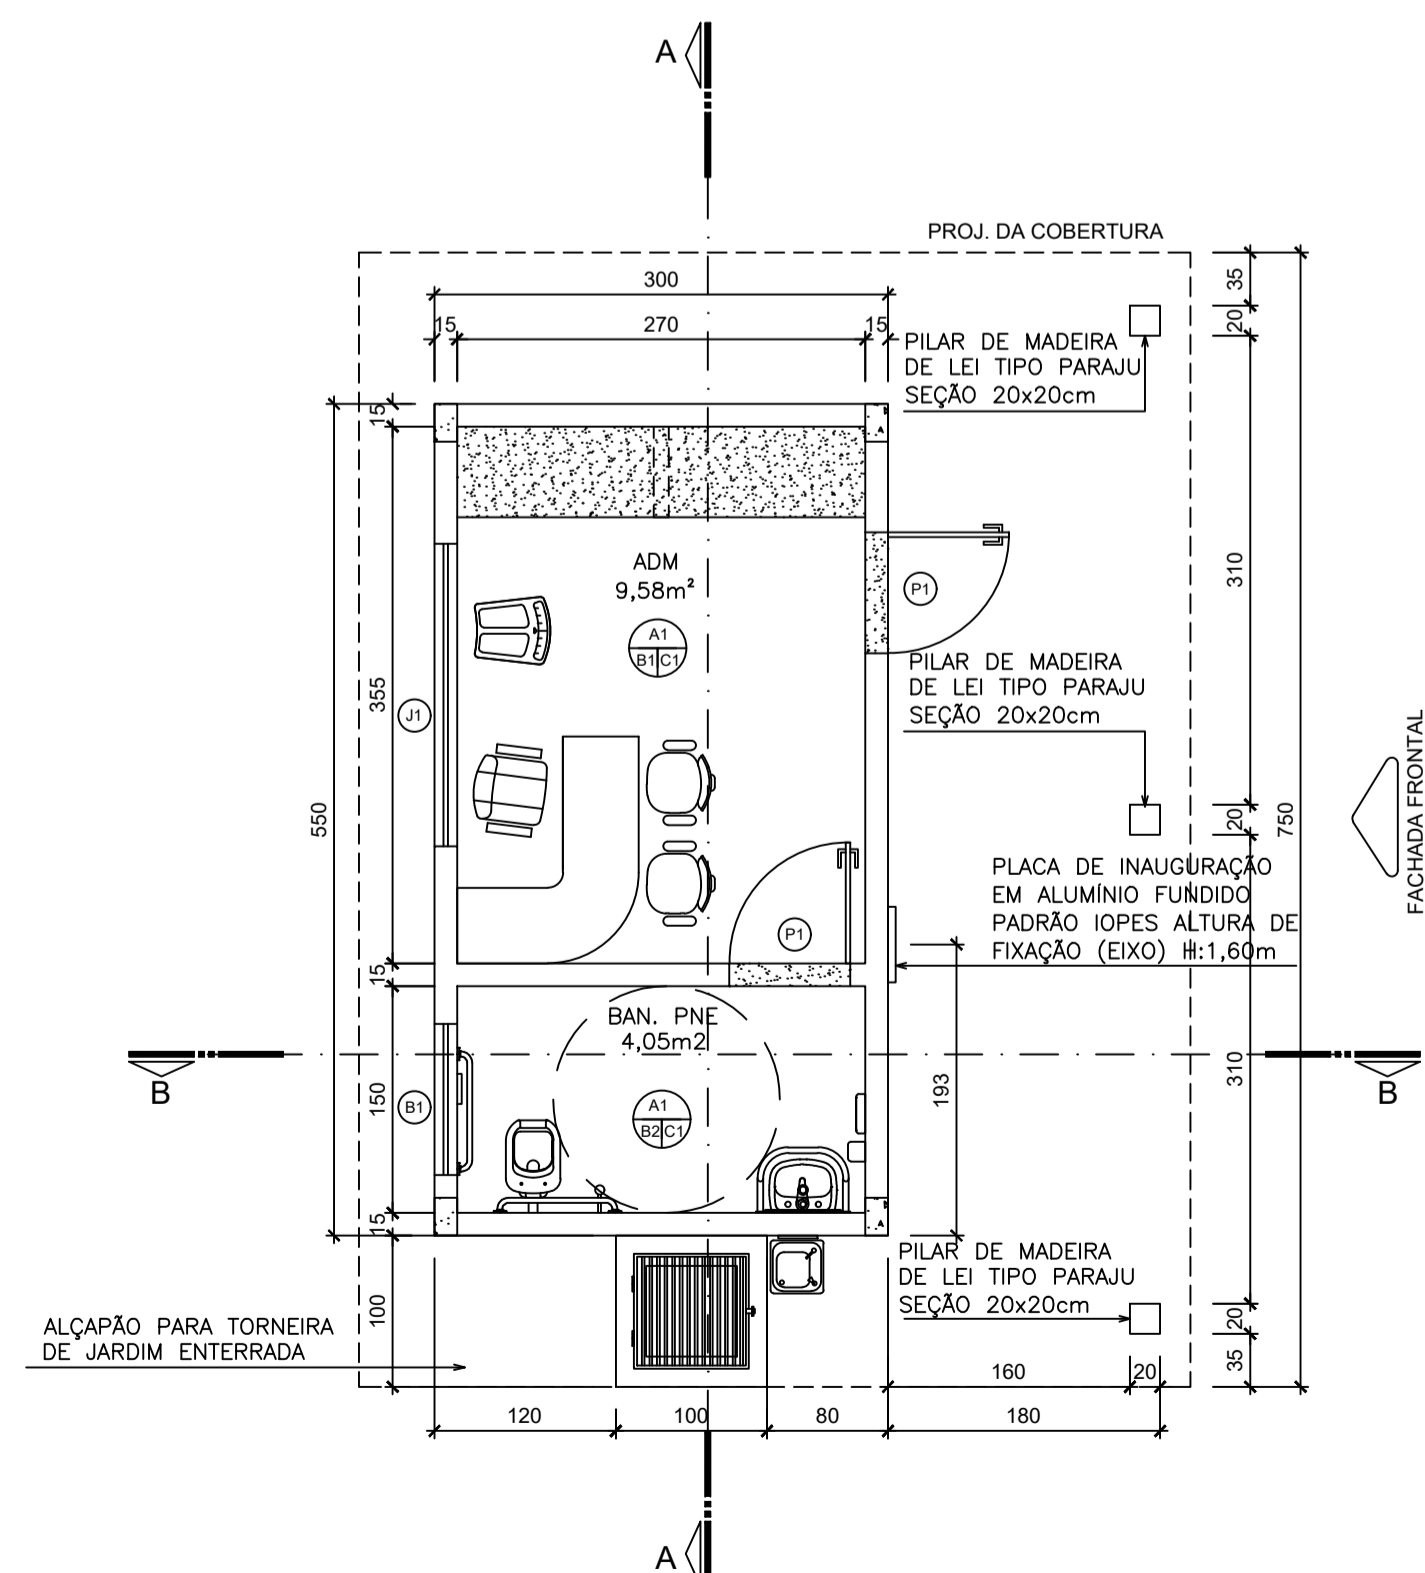 A
PROJ. DA COBERTURA
300
15
270
15
35
20
PILAR DE MADEIRA
DE LEI TIPO PARAJU
SEÇÃO 20x20cm
15
ADM
9,58m²
A1
B1 C1
P1
310
PILAR DE MADEIRA
DE LEI TIPO PARAJU
SEÇÃO 20x20cm
355
J1
550
20
750
FACHADA FRONTAL
PLACA DE INAUGURAÇÃO
EM ALUMÍNIO FUNDIDO
PADRÃO IOPES ALTURA DE
FIXAÇÃO (EIXO) H:1,60m
P1
15
BAN. PNE
4,05m2
B
B
150
B1
A1
B2 C1
193
310
15
PILAR DE MADEIRA
DE LEI TIPO PARAJU
SEÇÃO 20x20cm
20
35
100
ALÇAPÃO PARA TORNEIRA
DE JARDIM ENTERRADA
160
20
120
100
80
180
A